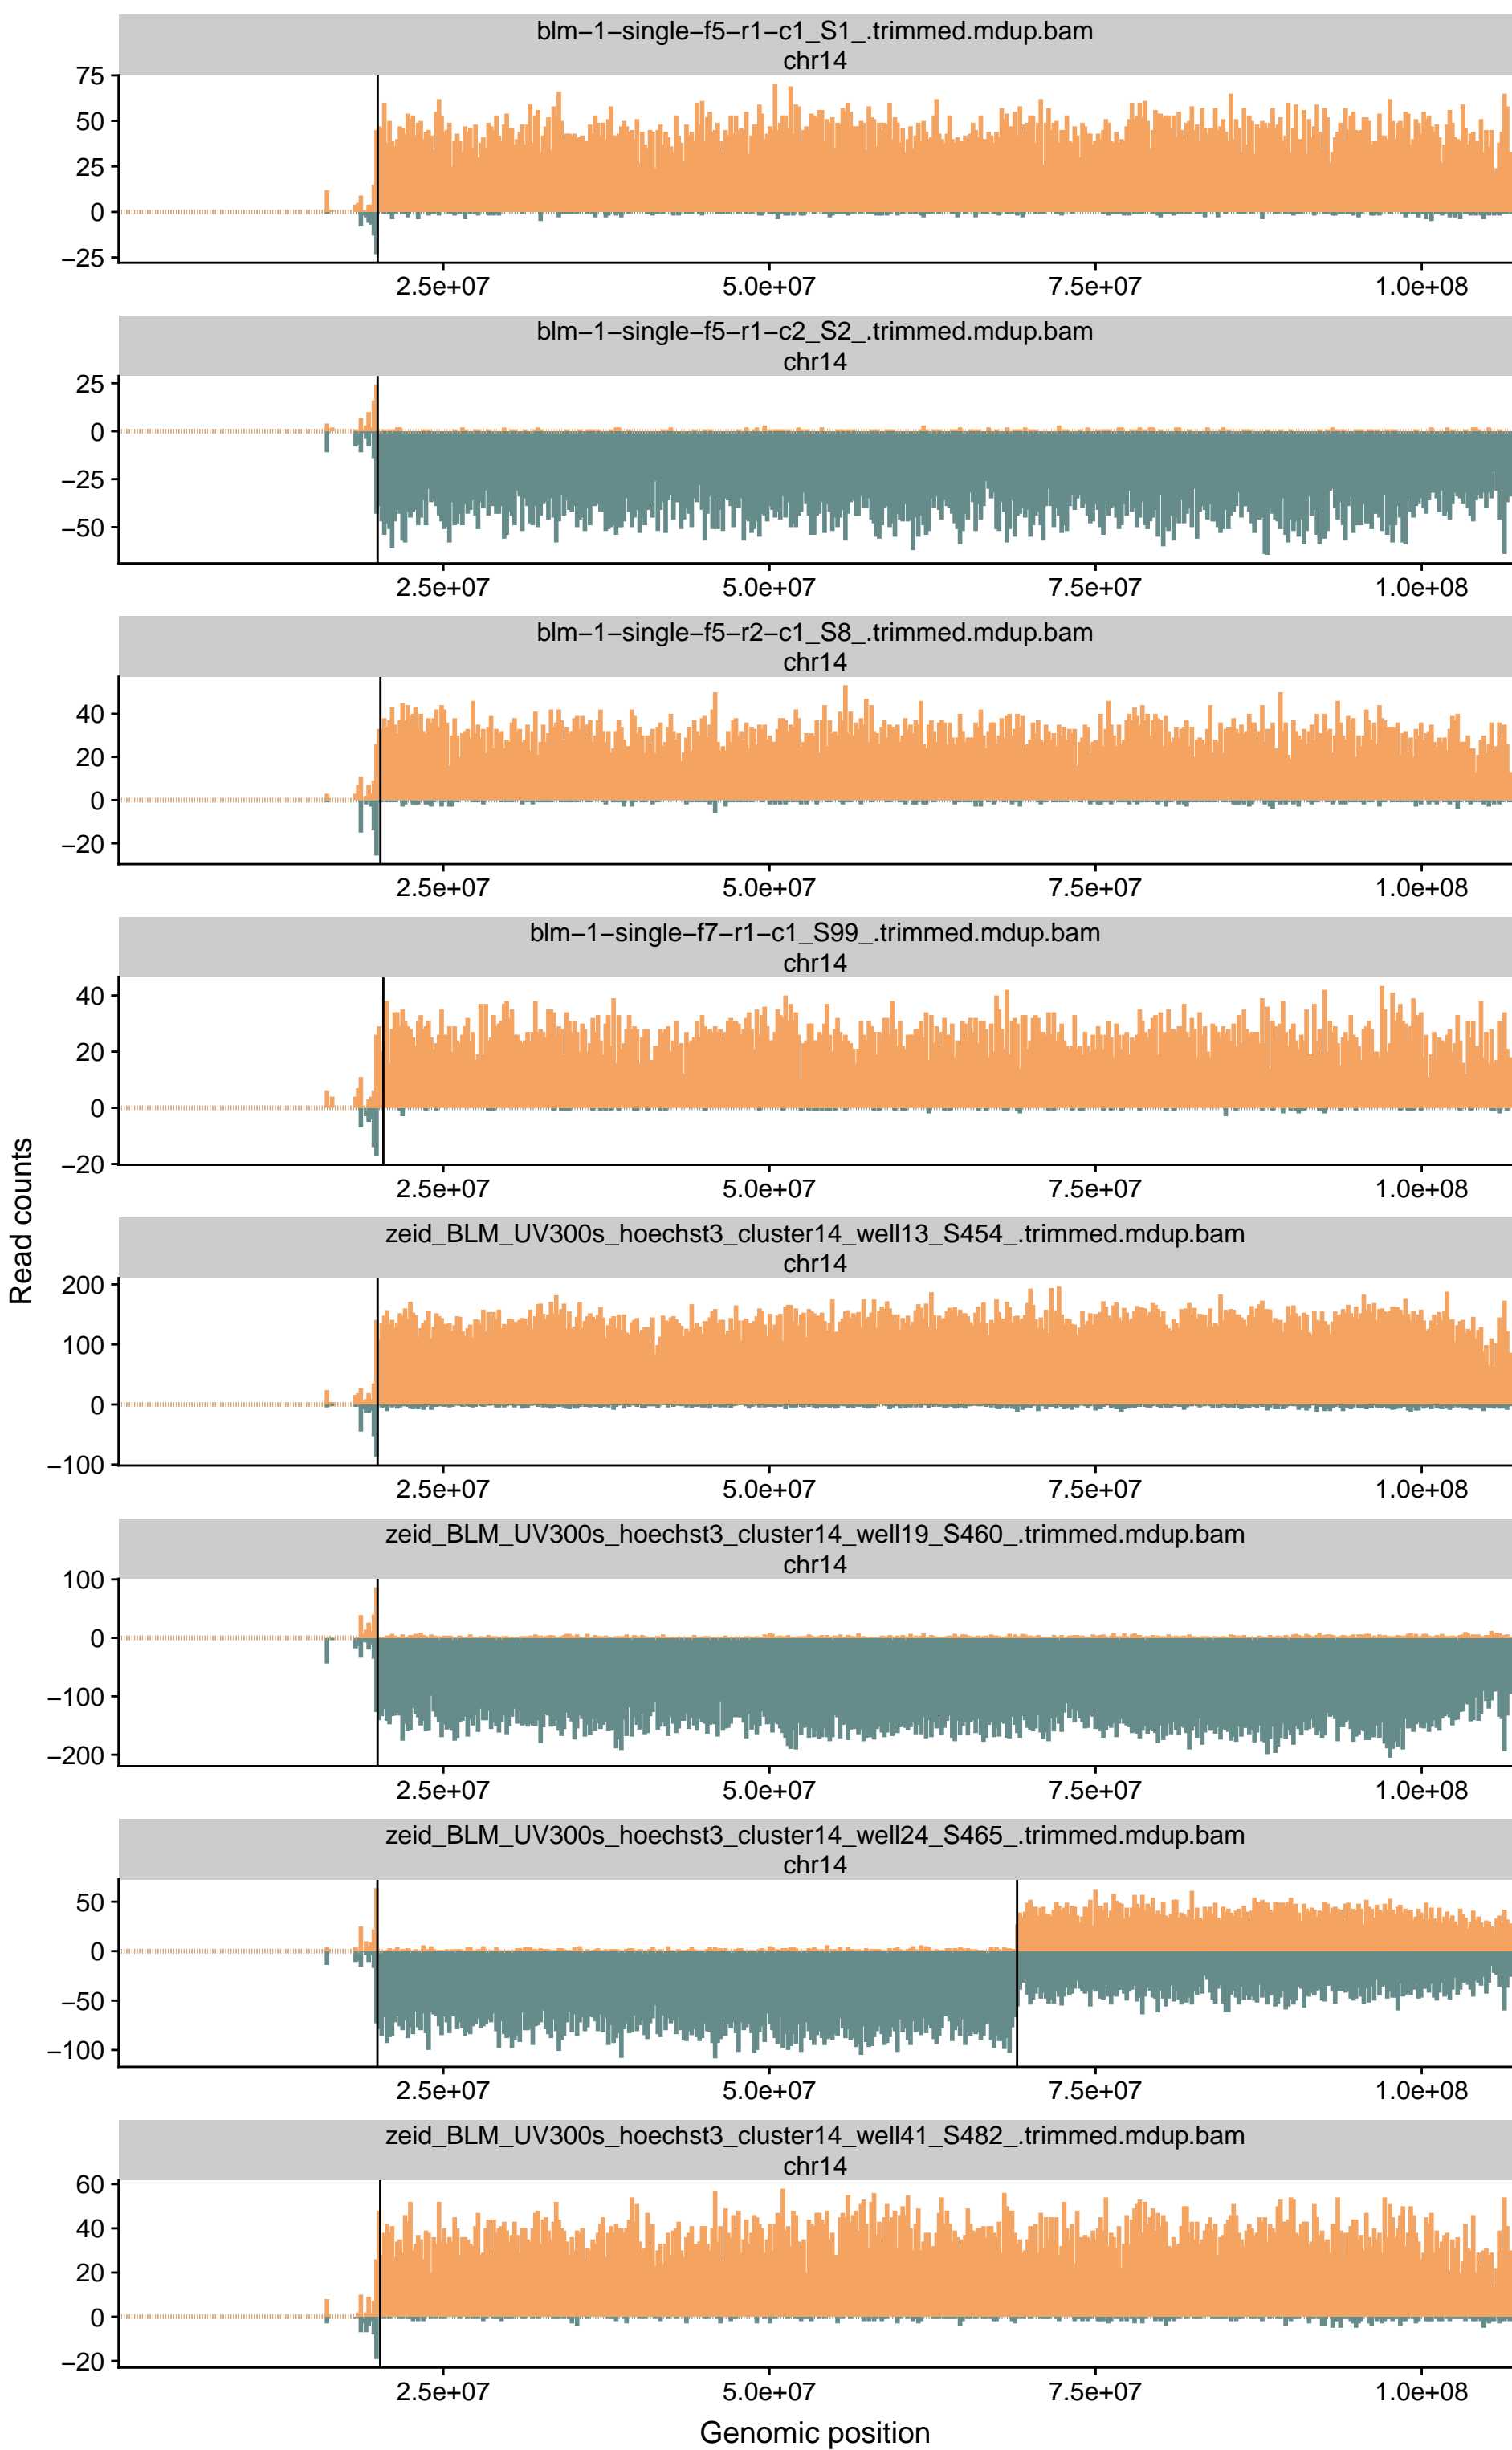 blm−1−single−f5−r1−c1_S1_.trimmed.mdup.bam
chr14
75
50
25
0
−25
2.5e+07 5.0e+07 7.5e+07 1.0e+08
blm−1−single−f5−r1−c2_S2_.trimmed.mdup.bam
chr14
25
0
−25
−50
2.5e+07 5.0e+07 7.5e+07 1.0e+08
blm−1−single−f5−r2−c1_S8_.trimmed.mdup.bam
chr14
40
20
0
−20
2.5e+07 5.0e+07 7.5e+07 1.0e+08
blm−1−single−f7−r1−c1_S99_.trimmed.mdup.bam
chr14
40
20
0
−20
2.5e+07 5.0e+07 7.5e+07 1.0e+08
Read counts
zeid_BLM_UV300s_hoechst3_cluster14_well13_S454_.trimmed.mdup.bam
chr14
200
100
0
−100
2.5e+07 5.0e+07 7.5e+07 1.0e+08
zeid_BLM_UV300s_hoechst3_cluster14_well19_S460_.trimmed.mdup.bam
chr14
100
0
−100
−200
2.5e+07 5.0e+07 7.5e+07 1.0e+08
zeid_BLM_UV300s_hoechst3_cluster14_well24_S465_.trimmed.mdup.bam
chr14
50
0
−50
−100
2.5e+07 5.0e+07 7.5e+07 1.0e+08
zeid_BLM_UV300s_hoechst3_cluster14_well41_S482_.trimmed.mdup.bam
chr14
60
40
20
0
−20
2.5e+07 5.0e+07 7.5e+07 1.0e+08
Genomic position